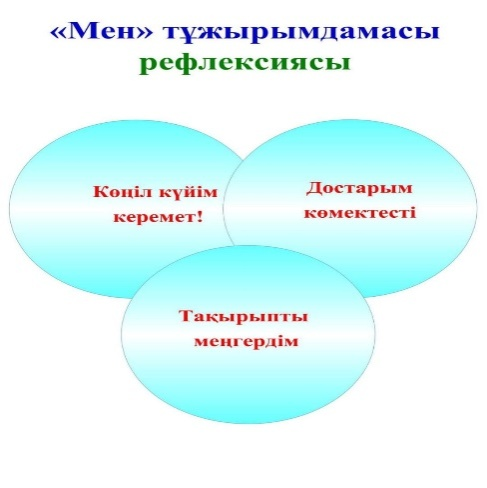 «Мен» тұжырымдамасы
рефлексиясы
Көңіл күйім
керемет!
Достарым
көмектесті
Тақырыпты
меңгердім